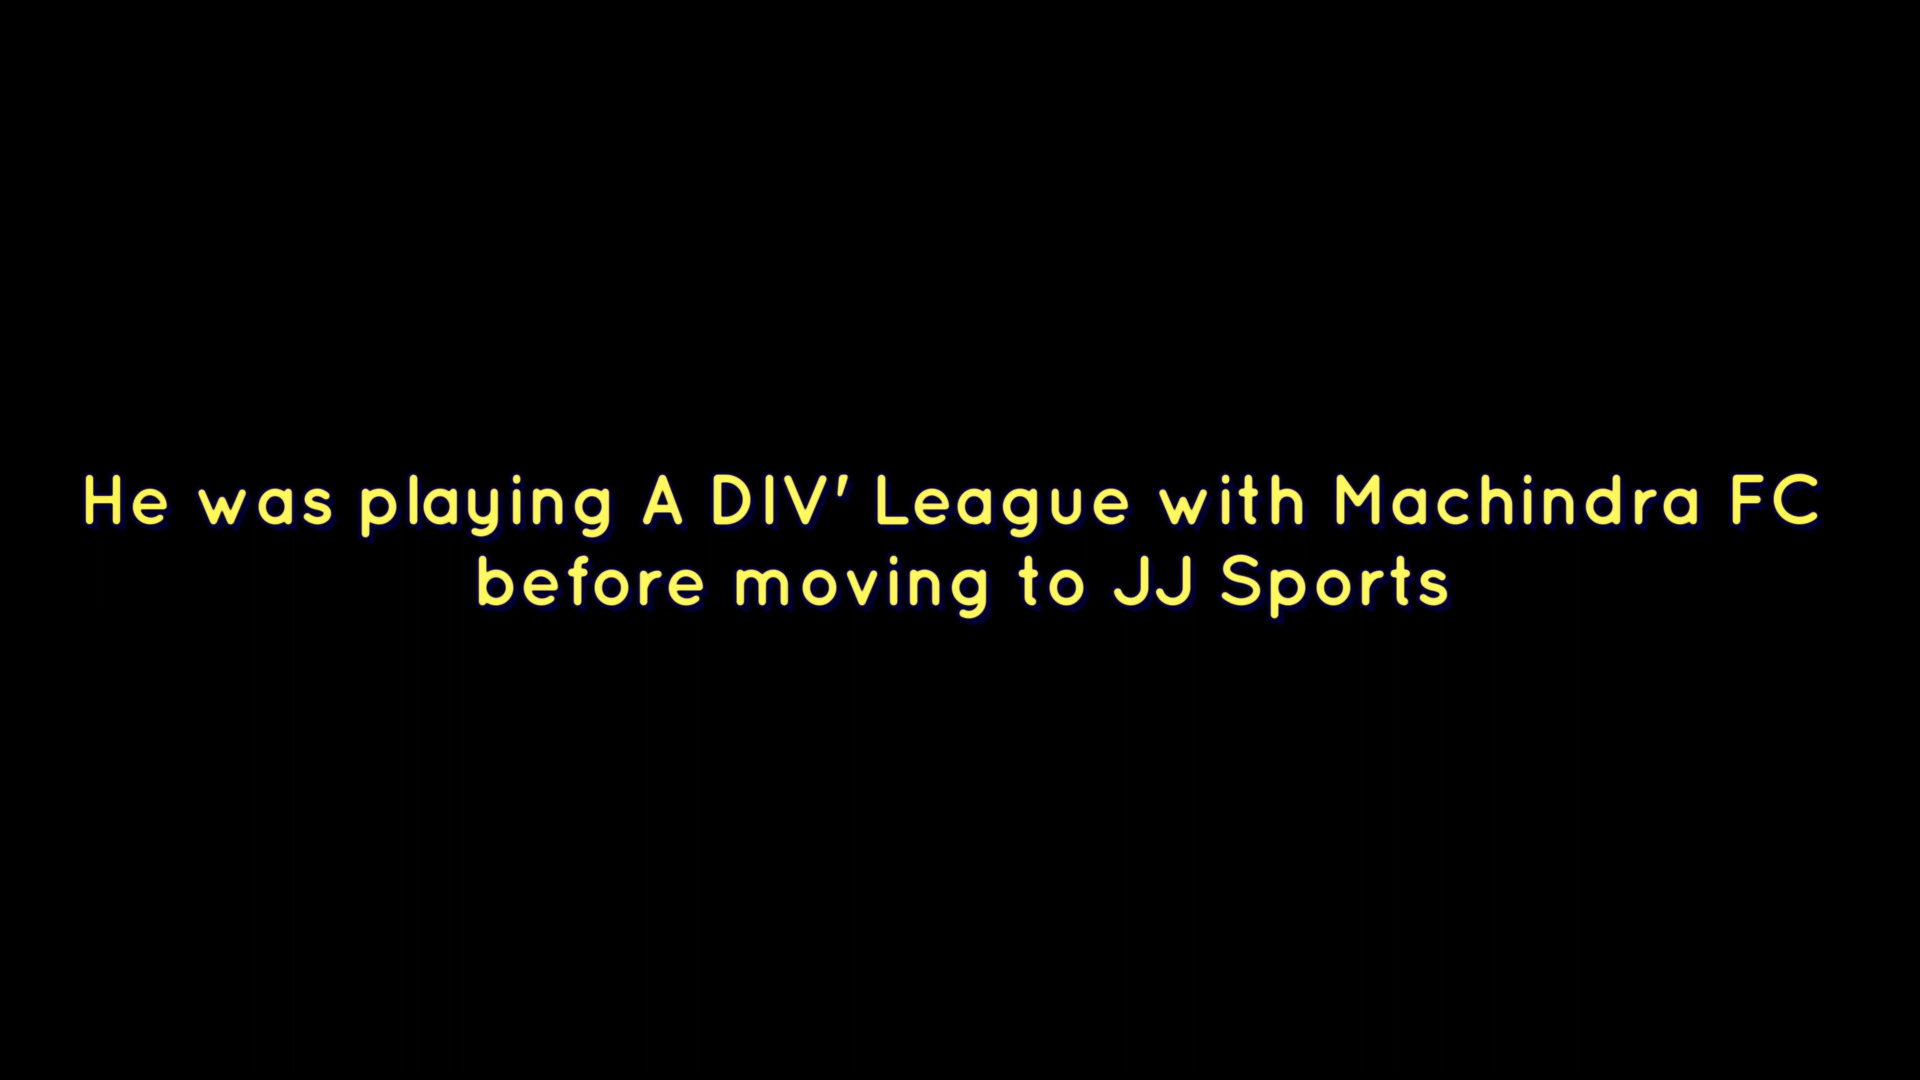 He was playing A DIV' League with Machindra FC
before moving to JJ Sports